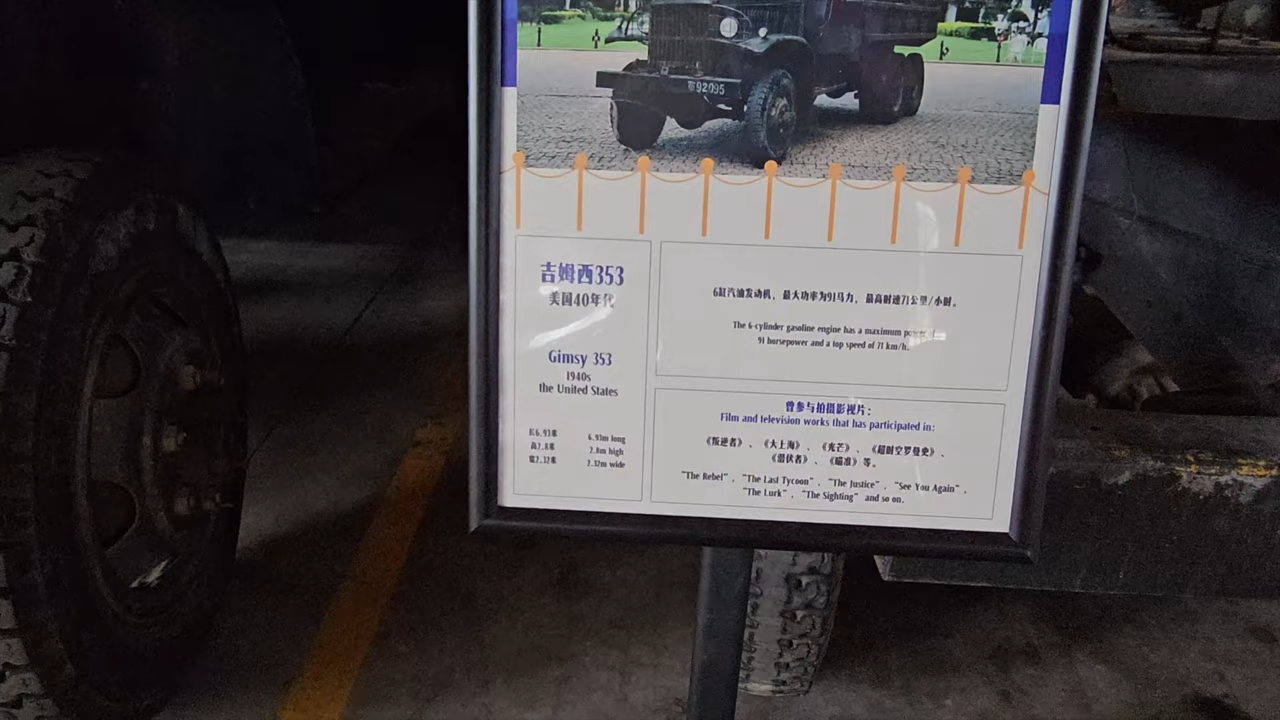 92095
吉姆西353
美国40年代
Gimsy 353
1940s
the United States
长6.93米
高2.8米
宽2.32米
6.93m long
2.8m high
2.32m wide
6缸汽油发动机，最大功率为91马力，最高时速71公里/小时。
The 6-cylinder gasoline engine has a maximum power of
91 horsepower and a top speed of 71 km/h.
曾参与拍摄影视片：
Film and television works that has participated in:
《叛逆者》、《大上海》、《光芒》、《超时空罗曼史》、
《潜伏者》、《瞄准》等。
"The Rebel"，"The Last Tycoon"，"The Justice"，"See You Again"，
"The Lurk"，"The Sighting" and so on.